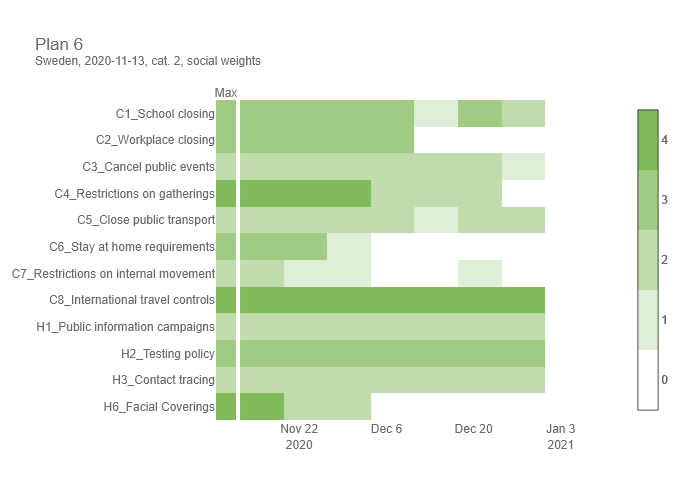 Plan 6
Sweden, 2020-11-13, cat. 2, social weights
Max
C1_School closing
C2_Workplace closing
C3_Cancel public events
C4_Restrictions on gatherings
C5_Close public transport
C6_Stay at home requirements
C7_Restrictions on internal movement
C8_International travel controls
H1_Public information campaigns
H2_Testing policy
H3_Contact tracing
H6_Facial Coverings
Nov 22 Dec 6 Dec 20 Jan 3
2020 2021
4
3
2
1
0